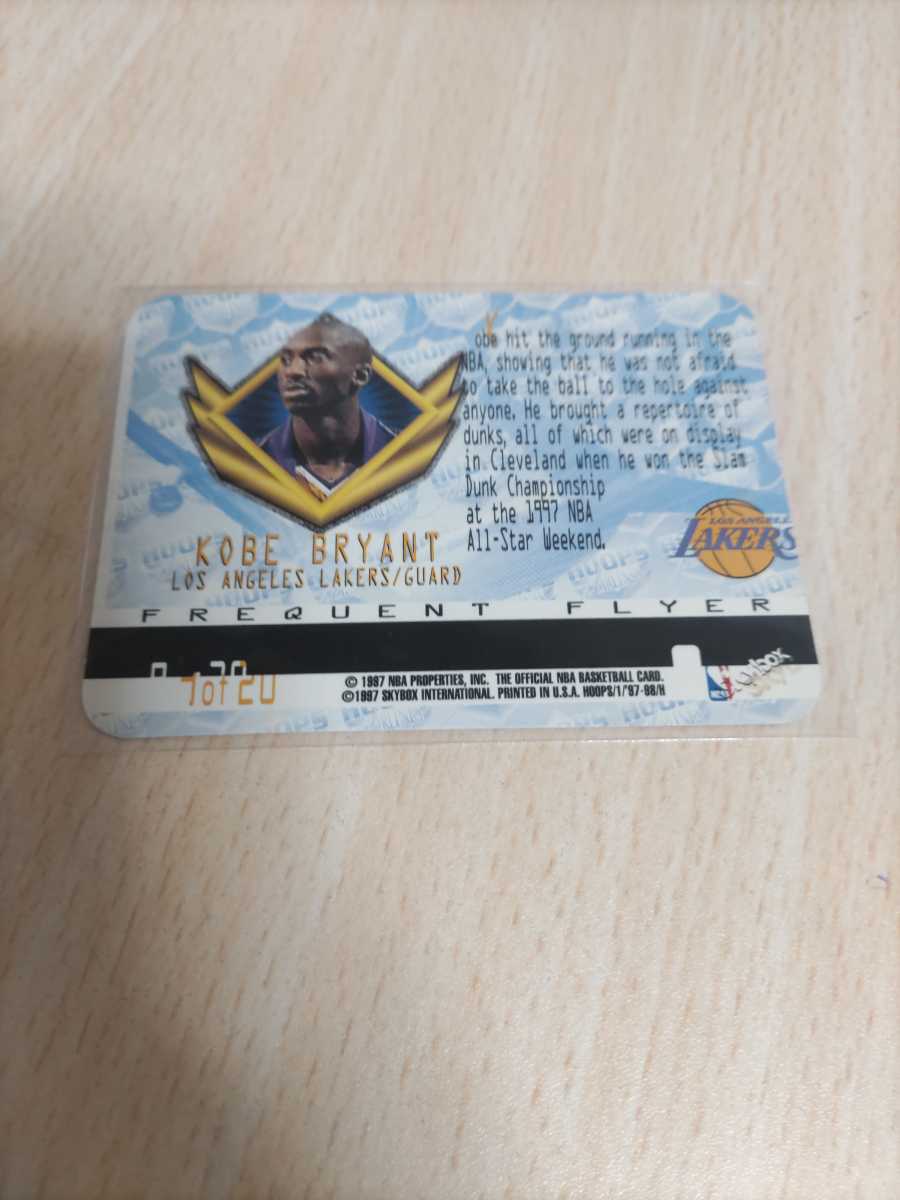 obe hit the ground running in the
NBA, showing that he was not afraid
to take the ball to the hole against
anyone. He brought a repertoire of
dunks, all of which were on display
in Cleveland when he won the Slam
Dunk Championship
at the 1997 NBA
All-Star Weekend.
LOS ANGELES
LAKERS
KOBE BRYANT
LOS ANGELES LAKERS/GUARD
FREQUENT FLYER
4 of 20
© 1997 NBA PROPERTIES, INC. THE OFFICIAL NBA BASKETBALL CARD.
©1997 SKYBOX INTERNATIONAL. PRINTED IN U.S.A. HOOPS/1/'97-98/H